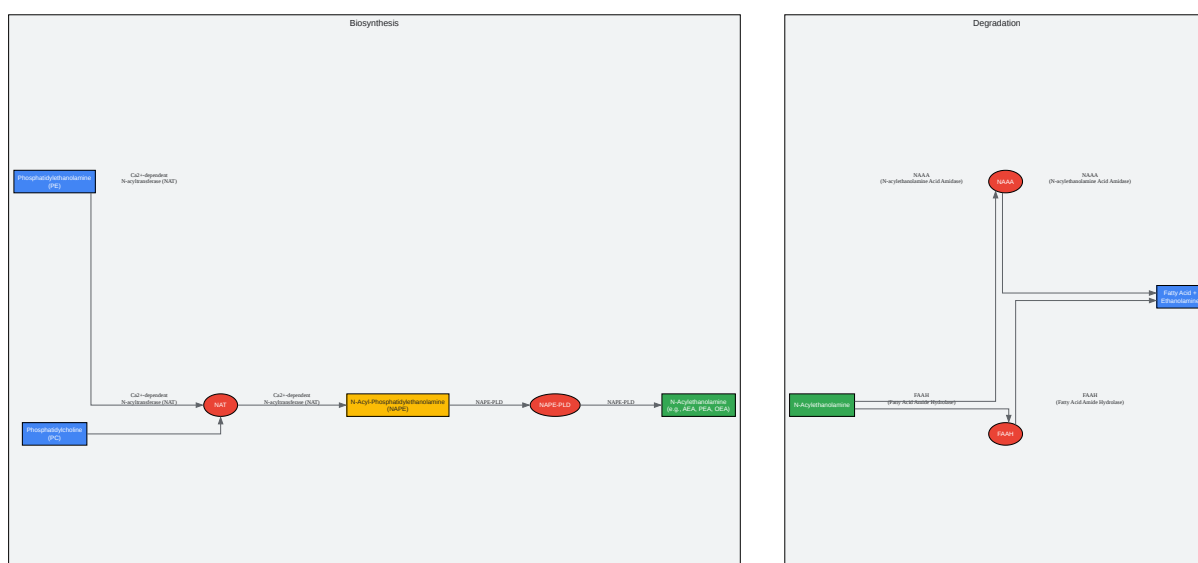 Biosynthesis
Phosphatidylethanolamine
(PE)
Ca2+-dependent
N-acyltransferase (NAT)
Ca2+-dependent
N-acyltransferase (NAT)
NAT
Ca2+-dependent
N-acyltransferase (NAT)
N-Acyl-Phosphatidylethanolamine
(NAPE)
NAPE-PLD
NAPE-PLD
NAPE-PLD
N-Acylethanolamine
(e.g., AEA, PEA, OEA)
Phosphatidylcholine
(PC)
Degradation
NAAA
(N-acylethanolamine Acid Amidase)
NAAA
NAAA
(N-acylethanolamine Acid Amidase)
Fatty Acid +
Ethanolamine
N-Acylethanolamine
FAAH
(Fatty Acid Amide Hydrolase)
FAAH
FAAH
(Fatty Acid Amide Hydrolase)